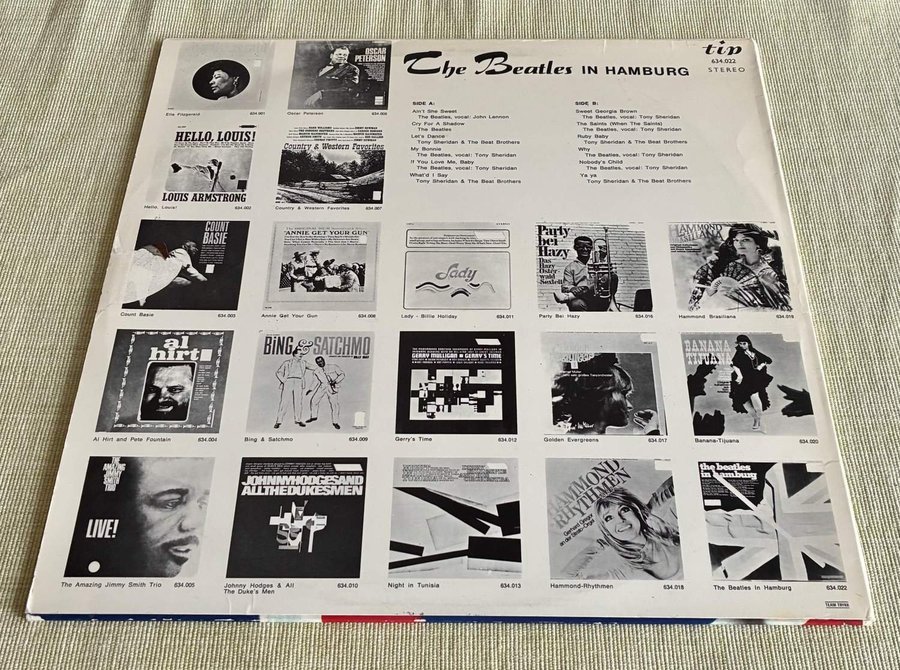 The Beatles IN HAMBURG
tip
634.022
STEREO
SIDE A:
Ain't She Sweet
The Beatles, vocal: John Lennon
Cry For A Shadow
The Beatles
Let's Dance
Tony Sheridan & The Beat Brothers
My Bonnie
The Beatles, vocal: Tony Sheridan
If You Love Me, Baby
The Beatles, vocal: Tony Sheridan
What'd I Say
Tony Sheridan & The Beat Brothers
SIDE B:
Sweet Georgia Brown
The Beatles, vocal: Tony Sheridan
The Saints (When The Saints)
The Beatles, vocal: Tony Sheridan
Ruby Baby
Tony Sheridan & The Beat Brothers
Why
The Beatles, vocal: Tony Sheridan
Nobody's Child
The Beatles, vocal: Tony Sheridan
Ya ya
Tony Sheridan & The Beat Brothers
Ella Fitzgerald 634.001
OSCAR
PETERSON
Oscar Peterson 634.006
HELLO, LOUIS!
LOUIS ARMSTRONG
Hello, Louis! 634.002
Country & Western Favorites
Country & Western Favorites 634.007
COUNT
BASIE
Count Basie 634.003
'ANNIE GET YOUR GUN'
Annie Get Your Gun 634.008
Lady
Lady - Billie Holiday 634.011
Party
bei
Hazy
Das
Hazy
Oster
wald
Sextett
Party Bei Hazy 634.016
HAMMOND
Hammond Brasiliana 634.019
al
hirt
Al Hirt and Pete Fountain 634.004
BING & SATCHMO
Bing & Satchmo 634.009
GERRY MULLIGAN GERRY'S TIME
Gerry's Time 634.012
Golden Evergreens 634.017
BANANA
TIJUANA
Banana-Tijuana 634.020
THE
AMAZING
JIMMY
SMITH
TRIO
LIVE!
The Amazing Jimmy Smith Trio 634.005
JOHNNYHODGESAND
ALLTHEDUKESMEN
Johnny Hodges & All 634.010
The Duke's Men
Night in Tunisia 634.013
HAMMOND
RHYTHMEN
Hammond-Rhythmen 634.018
the beatles
in hamburg
The Beatles In Hamburg 634.022